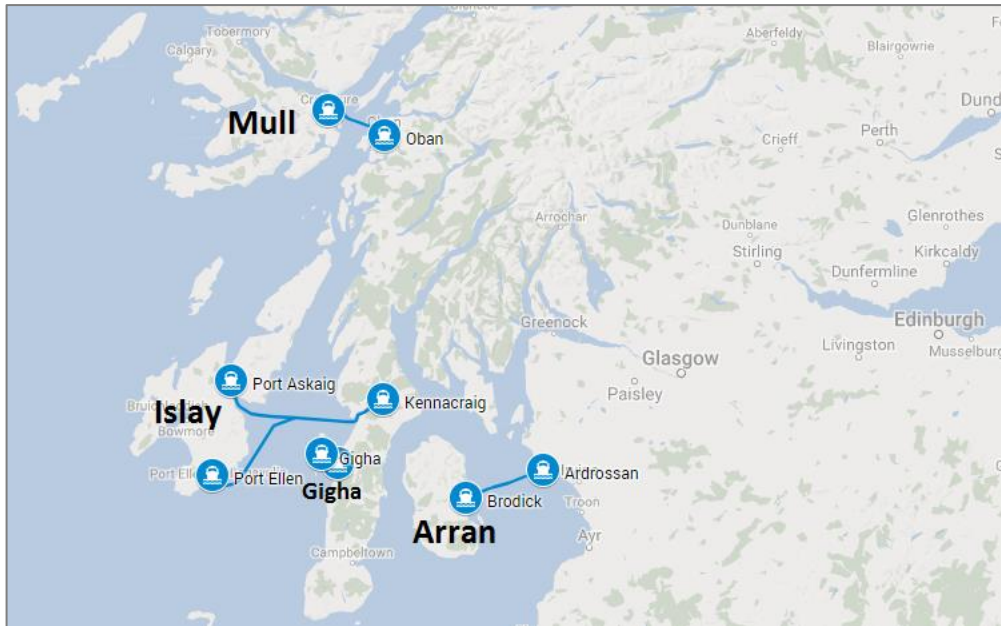 Tobermory
Calgary
Mull
Oban
Aberfeldy
Blairgowrie
Crieff
Perth
Arrochar
Dunblane
Stirling
Glenrothes
Kirkcaldy
Dunfermline
Greenock
Glasgow
Paisley
Edinburgh
Livingston
Musselburg
Port Askaig
Islay
Bowmore
Kennacraig
Port Ellen
Gigha
Gigha
Ardrossan
Brodick
Troon
Arran
Ayr
Campbeltown